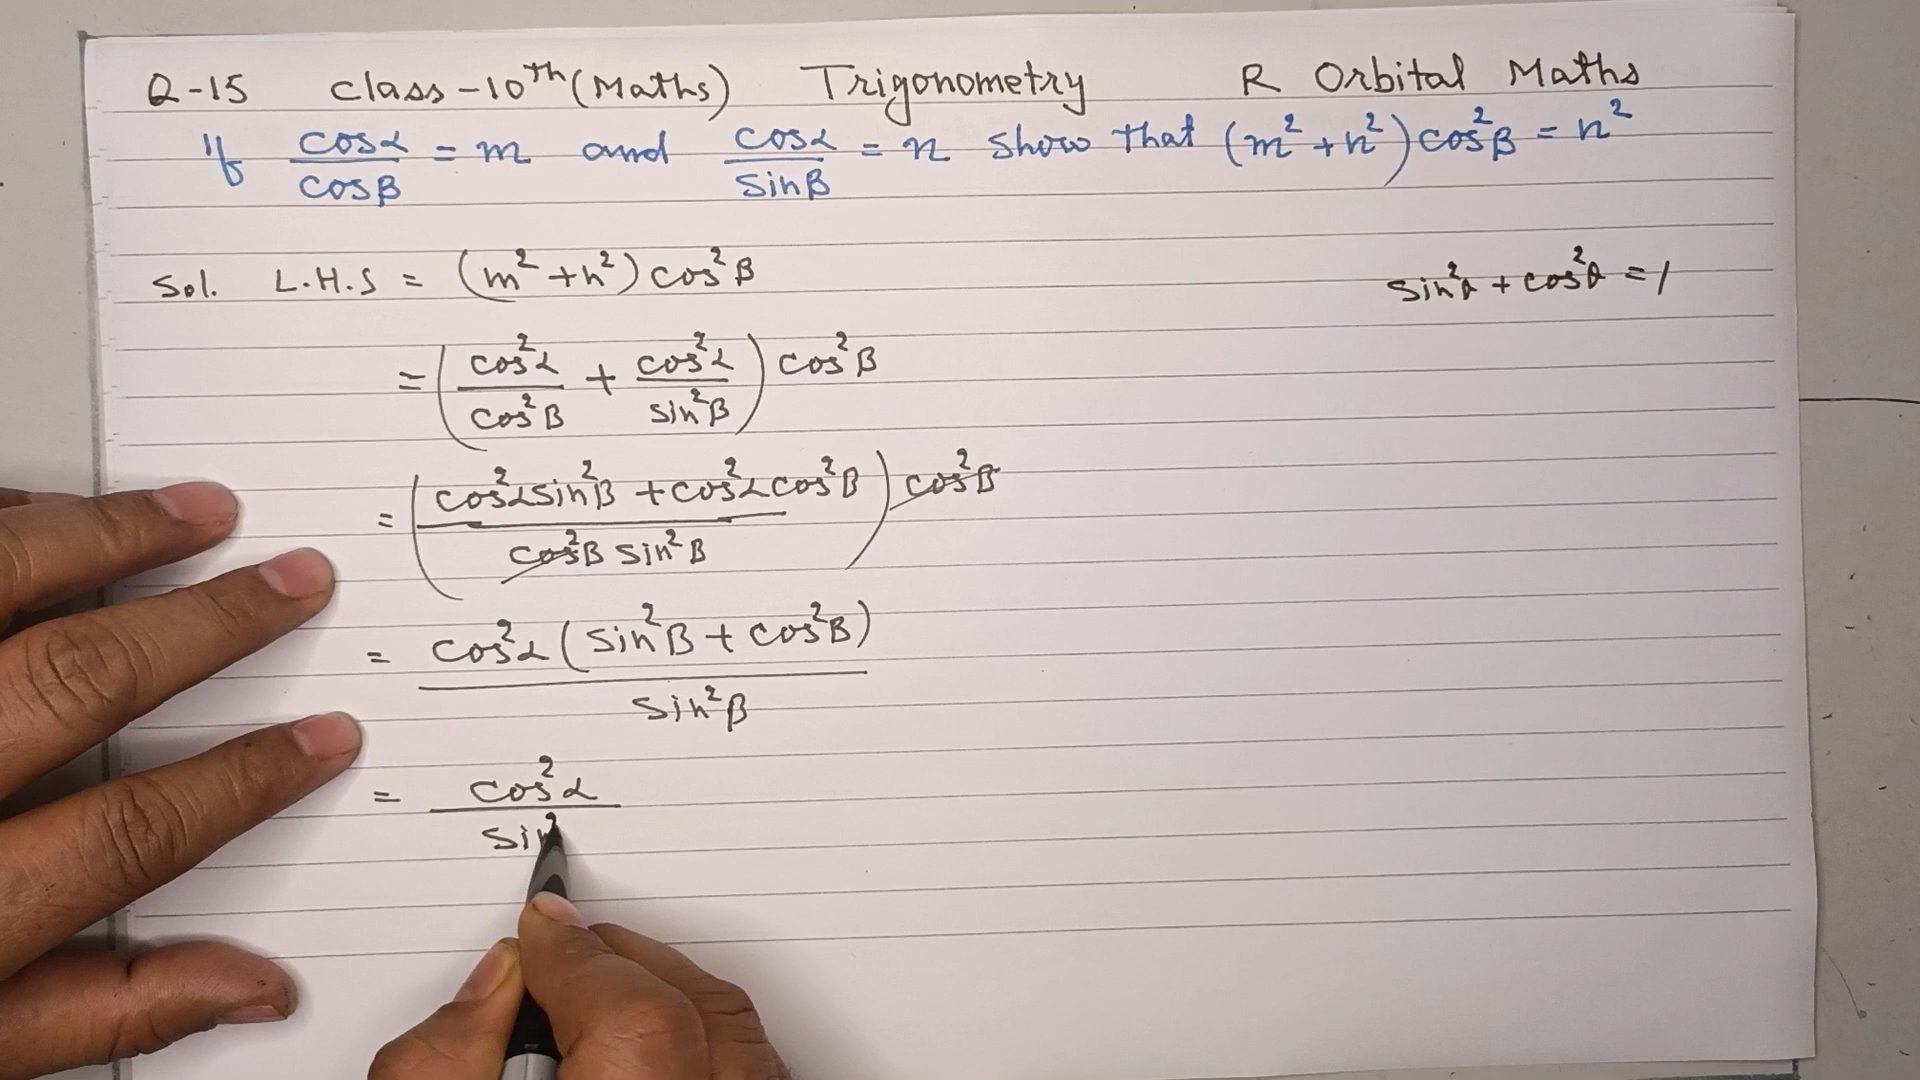 Q-15 class-10th (Maths) Trigonometry R Orbital Maths
If cosα/cosβ = m and cosα/sinβ = n show that (m² + n²) cos²β = n²
Sol. L.H.S = (m² + n²) cos²β
sin²θ + cos²θ = 1
= (cos²α/cos²β + cos²α/sin²β) cos²β
= (cos²α sin²β + cos²α cos²β / cos²β sin²β) cos²β
= cos²α (sin²β + cos²β) / sin²β
= cos²α / sin²